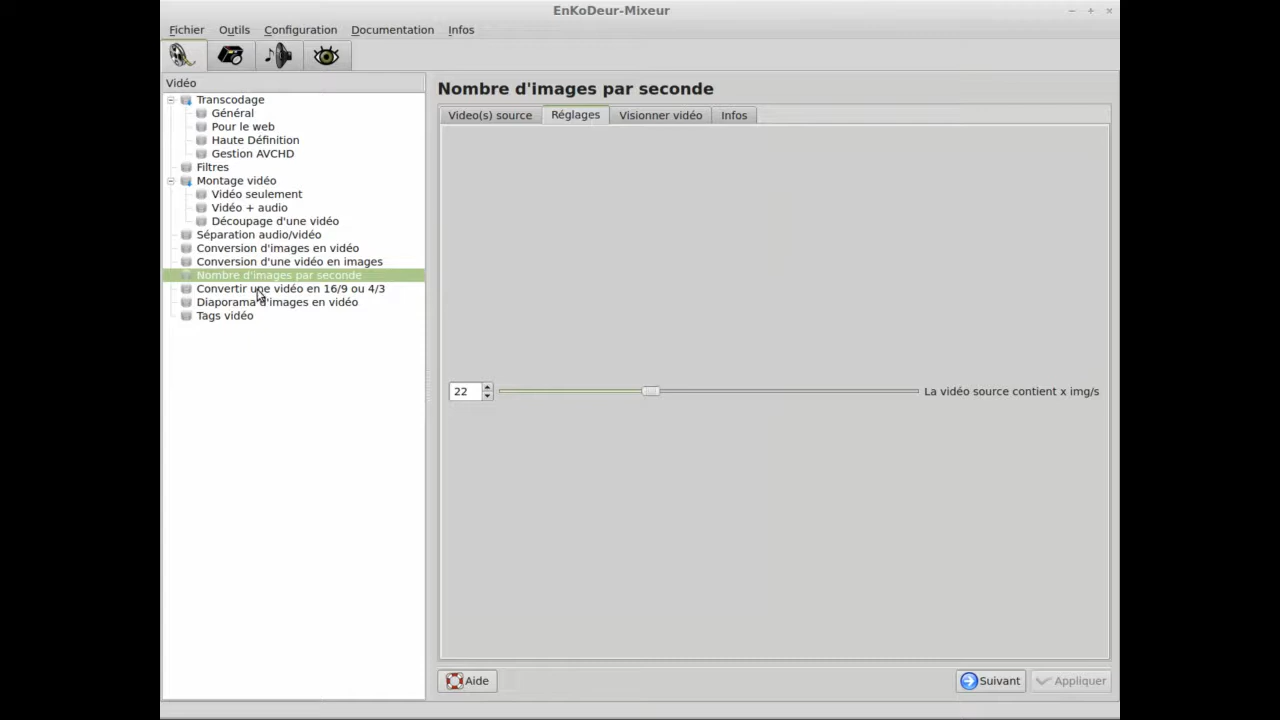 EnKoDeur-Mixeur
Fichier Outils Configuration Documentation Infos
Vidéo
Transcodage
Général
Pour le web
Haute Définition
Gestion AVCHD
Filtres
Montage vidéo
Vidéo seulement
Vidéo + audio
Découpage d'une vidéo
Séparation audio/vidéo
Conversion d'images en vidéo
Conversion d'une vidéo en images
Nombre d'images par seconde
Convertir une vidéo en 16/9 ou 4/3
Diaporama d'images en vidéo
Tags vidéo
Nombre d'images par seconde
Video(s) source Réglages Visionner vidéo Infos
22 La vidéo source contient x img/s
Aide Suivant Appliquer